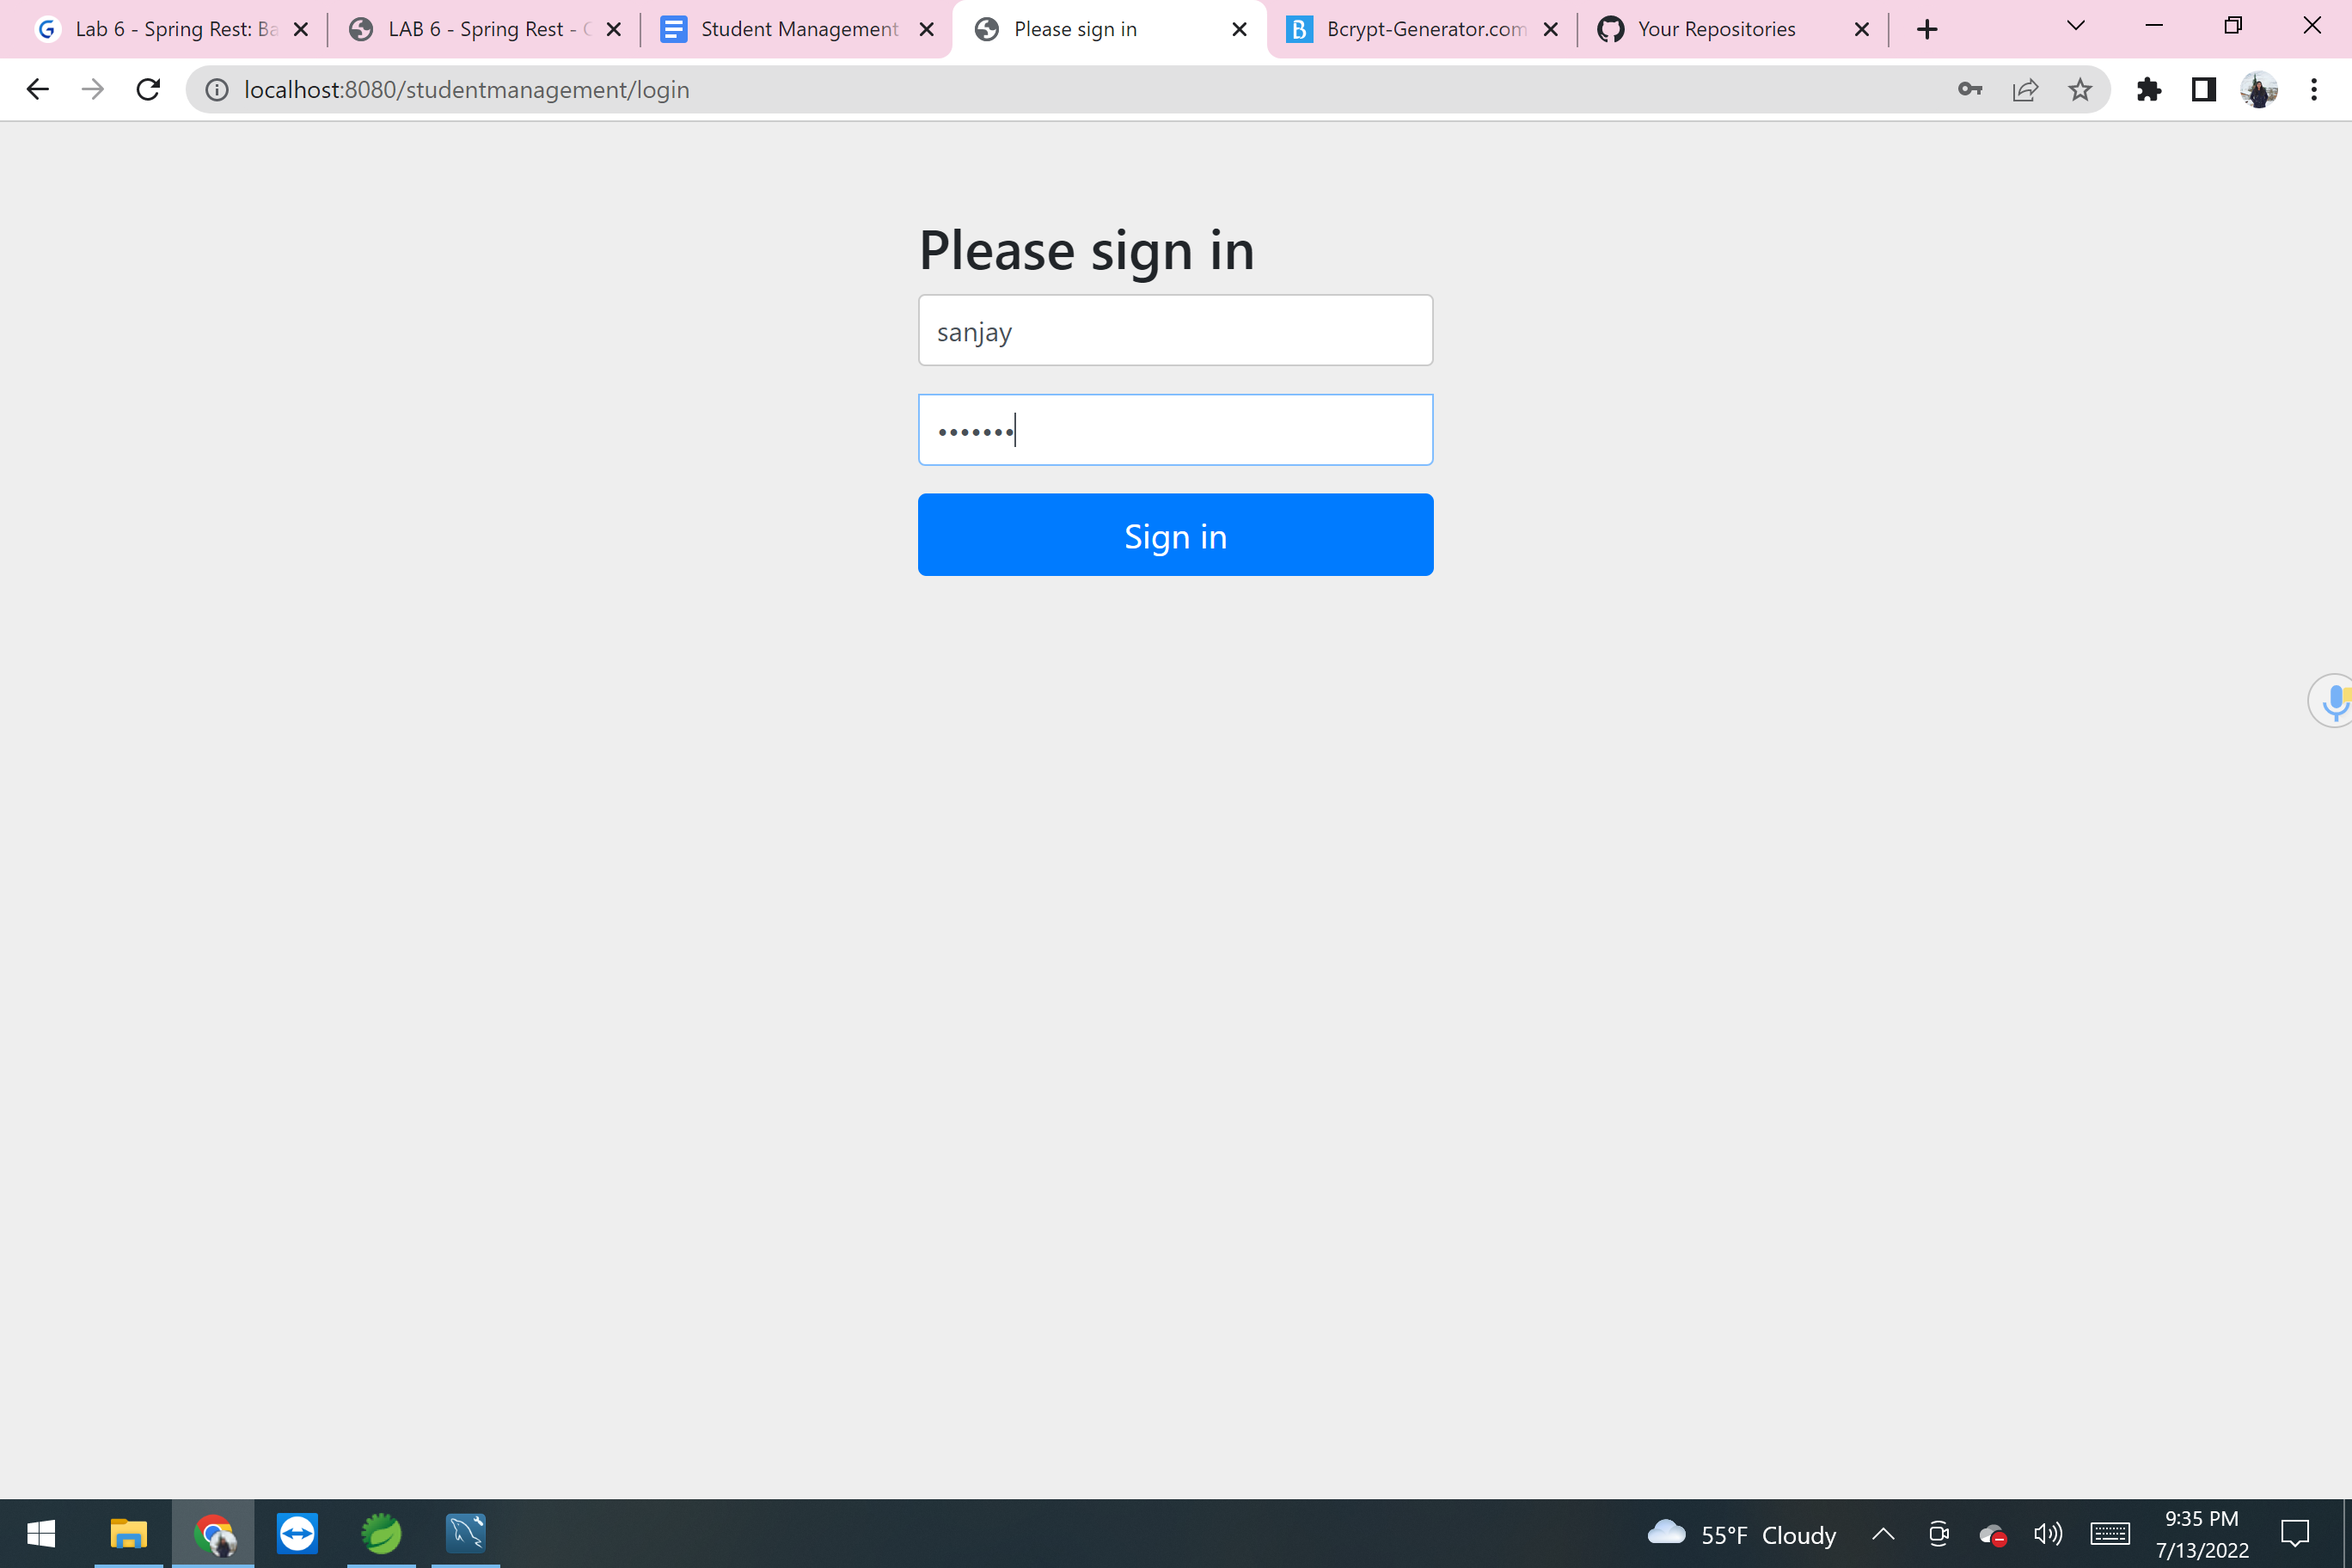 Lab 6 - Spring Rest: Ba
LAB 6 - Spring Rest -
Student Management
Please sign in
Bcrypt-Generator.com
Your Repositories
localhost:8080/studentmanagement/login
Please sign in
sanjay
•••••••
Sign in
55°F Cloudy
9:35 PM
7/13/2022